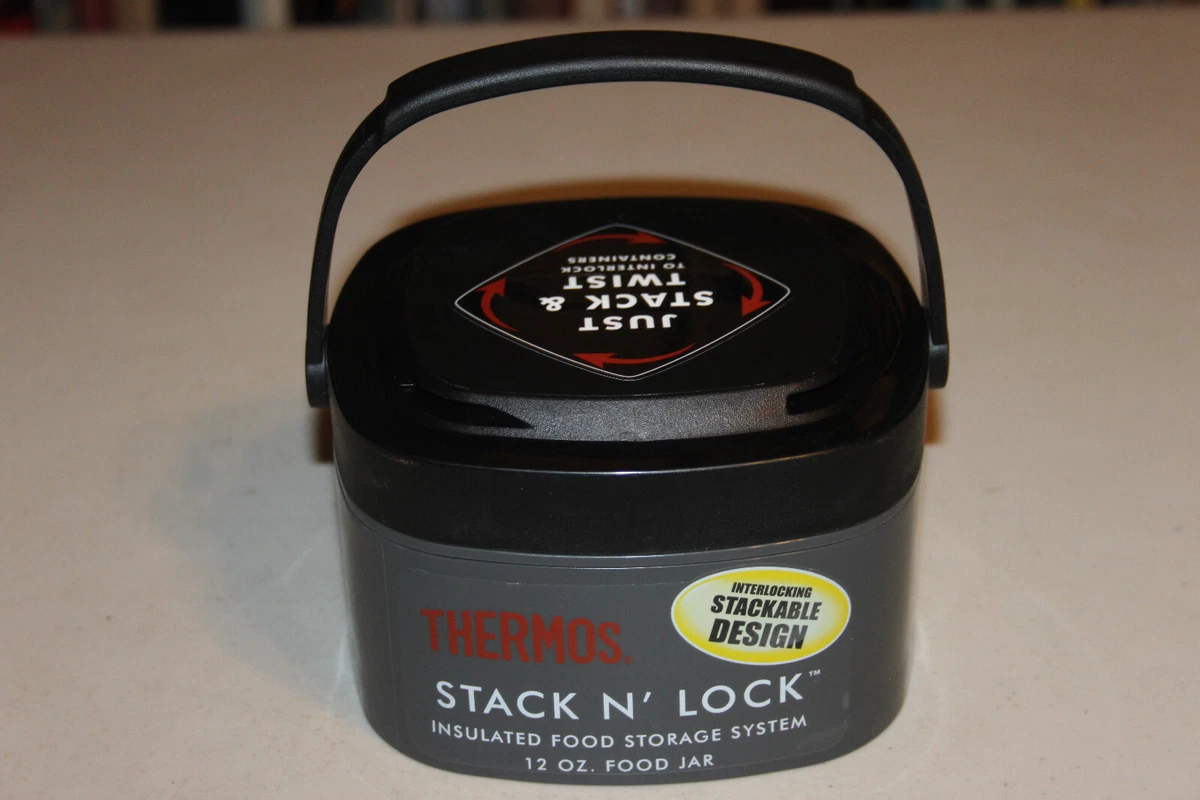 JUST
STACK &
TWIST
TO INTERLOCK
CONTAINERS
INTERLOCKING
STACKABLE
DESIGN
THERMOS.
STACK N' LOCK™
INSULATED FOOD STORAGE SYSTEM
12 OZ. FOOD JAR